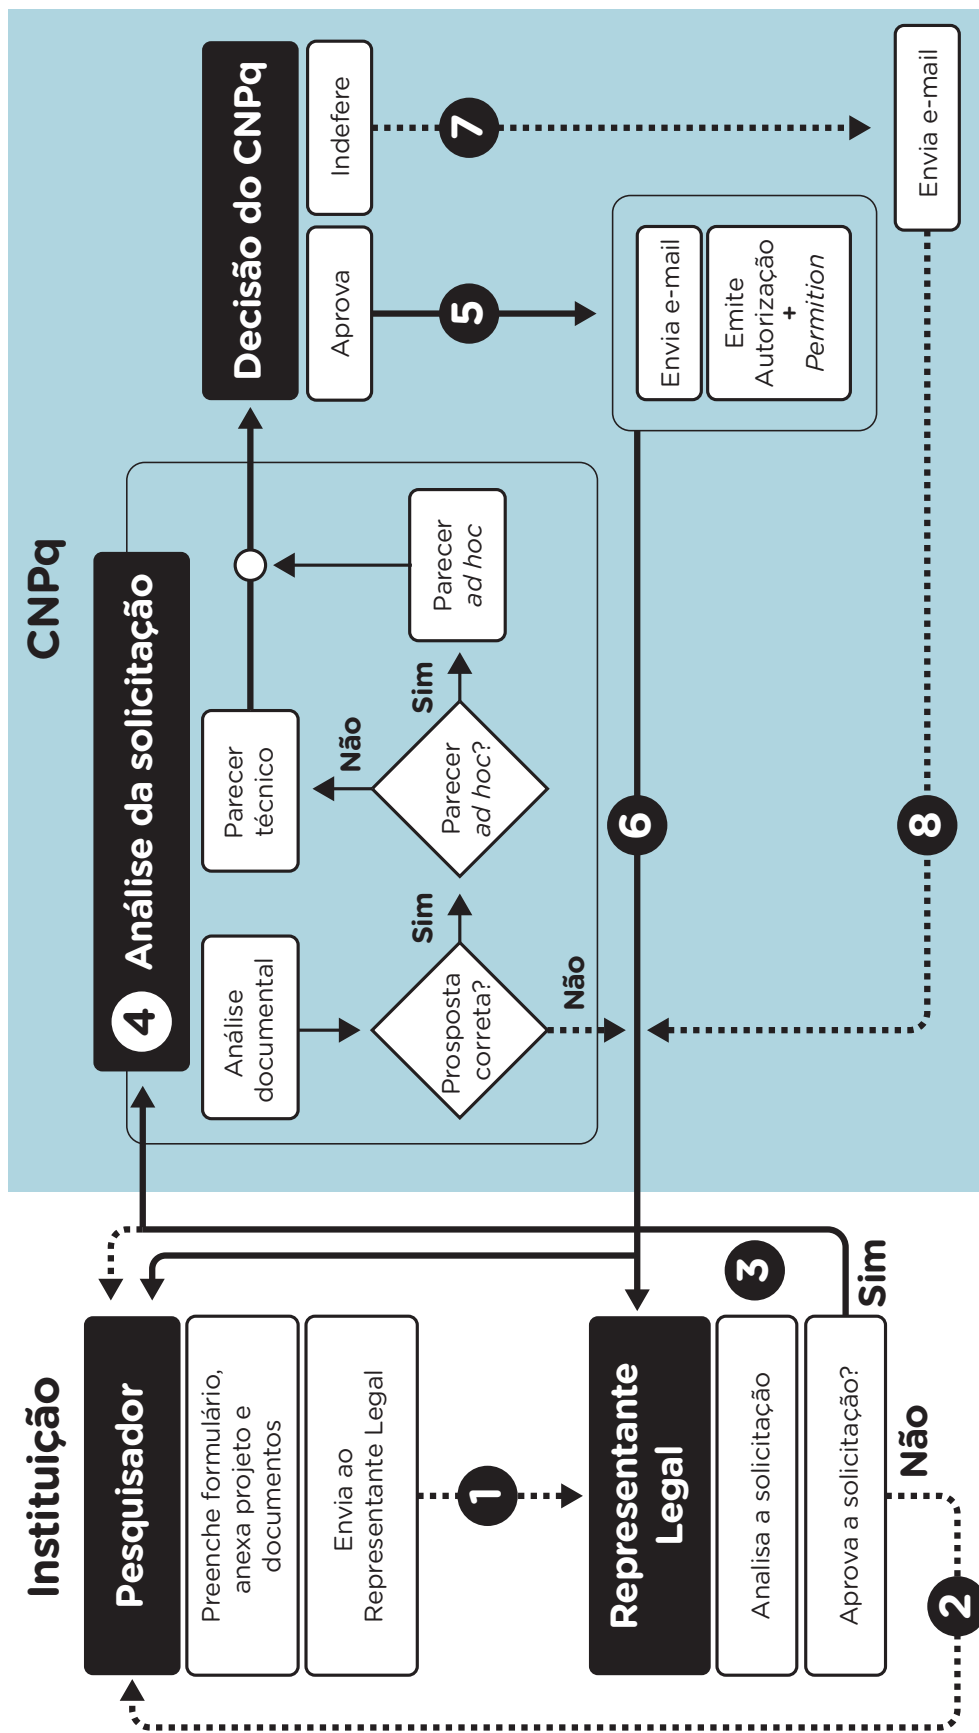 Instituição
Pesquisador
Preenche formulário,
anexa projeto e
documentos
Envia ao
Representante Legal
1
Representante
Legal
Analisa a solicitação
Aprova a solicitação?
Não
2
3
Sim
CNPq
4 Análise da solicitação
Análise
documental
Prosposta
correta?
Não
Sim
Parecer
ad hoc?
Não
Sim
Parecer
técnico
Parecer
ad hoc
Decisão do CNPq
Aprova
Indefere
5
Envia e-mail
Emite
Autorização
+
Permition
6
7
Envia e-mail
8